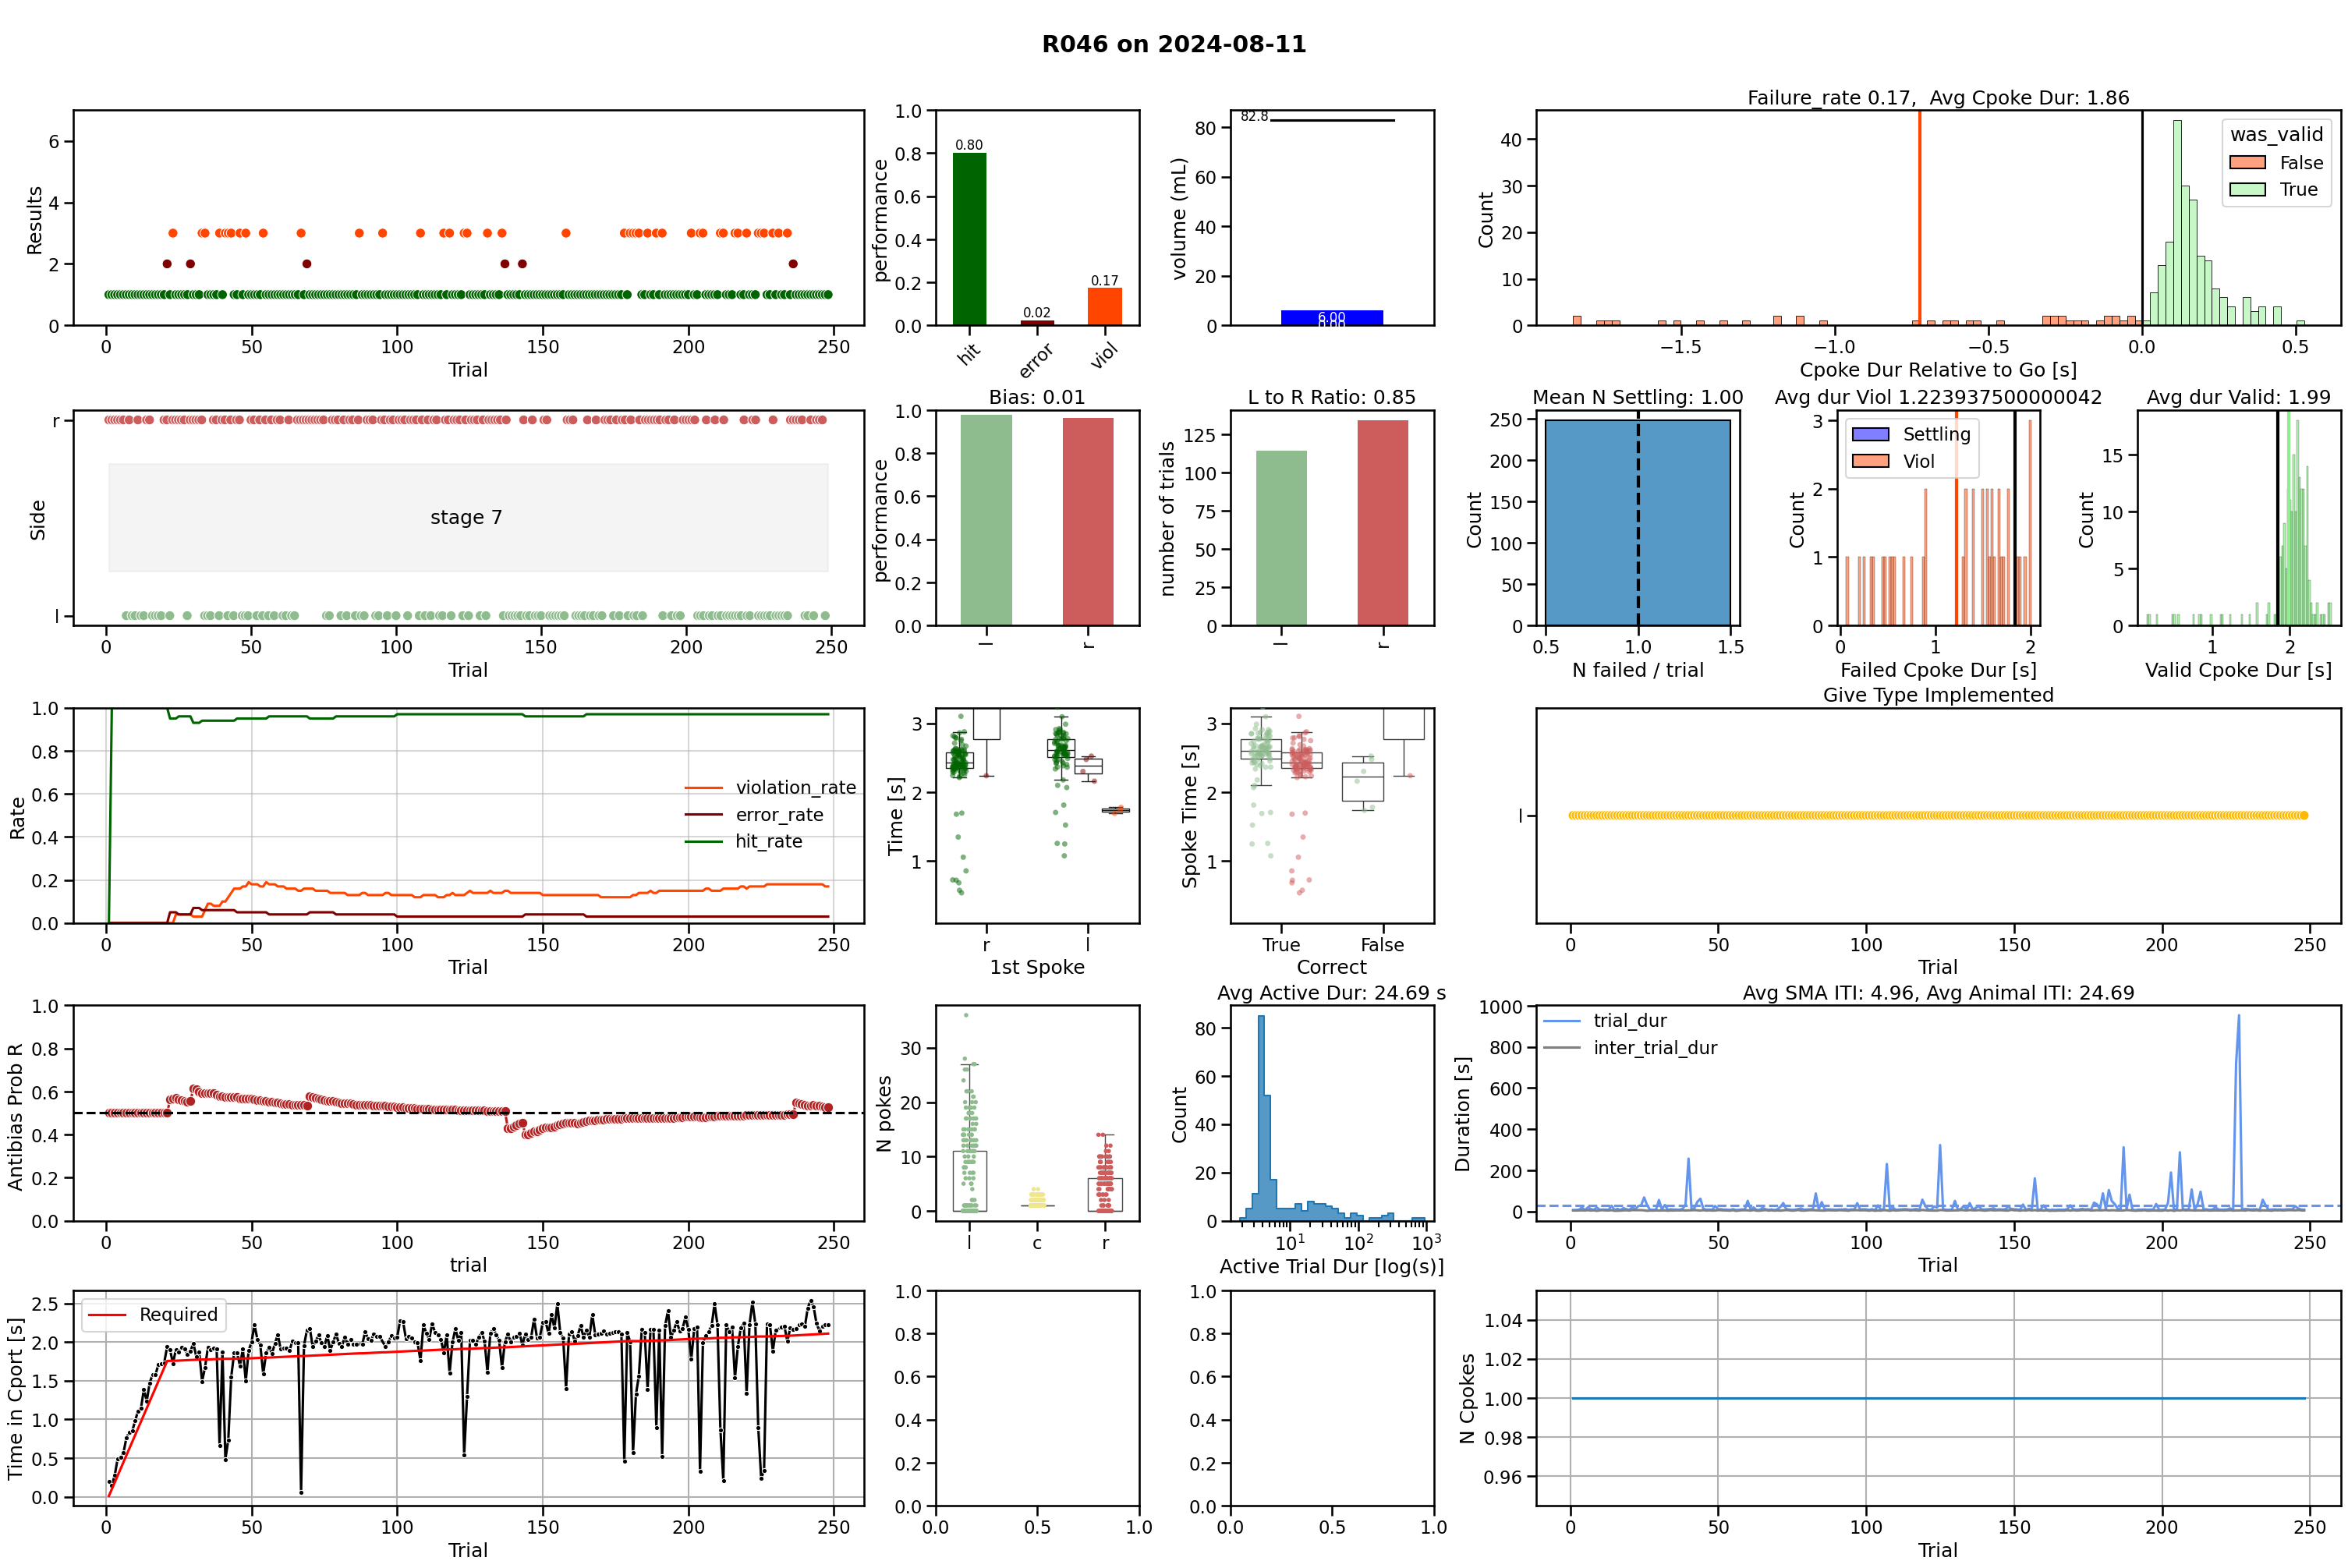 R046 on 2024-08-11
Results
0
2
4
6
0
50
100
150
200
250
Trial
performance
0.0
0.2
0.4
0.6
0.8
1.0
0.80
0.02
0.17
hit
error
viol
volume (mL)
0
20
40
60
80
82.8
6.00
Failure_rate 0.17,  Avg Cpoke Dur: 1.86
Count
0
10
20
30
40
was_valid
False
True
−1.5
−1.0
−0.5
0.0
0.5
Cpoke Dur Relative to Go [s]
Side
r
l
stage 7
0
50
100
150
200
250
Trial
Bias: 0.01
performance
0.0
0.2
0.4
0.6
0.8
1.0
l
r
L to R Ratio: 0.85
number of trials
0
25
50
75
100
125
l
r
Mean N Settling: 1.00
Count
0
50
100
150
200
250
0.5
1.0
1.5
N failed / trial
Avg dur Viol 1.223937500000042
Settling
Viol
Count
0
1
2
3
0
1
2
Failed Cpoke Dur [s]
Avg dur Valid: 1.99
Count
0
5
10
15
1
2
Valid Cpoke Dur [s]
Rate
0.0
0.2
0.4
0.6
0.8
1.0
violation_rate
error_rate
hit_rate
0
50
100
150
200
250
Trial
Time [s]
1
2
3
r
l
1st Spoke
Spoke Time [s]
1
2
3
True
False
Correct
Give Type Implemented
l
0
50
100
150
200
250
Trial
Antibias Prob R
0.0
0.2
0.4
0.6
0.8
1.0
0
50
100
150
200
250
trial
N pokes
0
10
20
30
l
c
r
Avg Active Dur: 24.69 s
Count
0
20
40
60
80
10¹
10²
10³
Active Trial Dur [log(s)]
Avg SMA ITI: 4.96, Avg Animal ITI: 24.69
Duration [s]
0
200
400
600
800
1000
trial_dur
inter_trial_dur
0
50
100
150
200
250
Trial
Time in Cport [s]
0.0
0.5
1.0
1.5
2.0
2.5
Required
0
50
100
150
200
250
Trial
0.0
0.2
0.4
0.6
0.8
1.0
0.0
0.5
1.0
0.0
0.2
0.4
0.6
0.8
1.0
0.0
0.5
1.0
N Cpokes
0.96
0.98
1.00
1.02
1.04
0
50
100
150
200
250
Trial